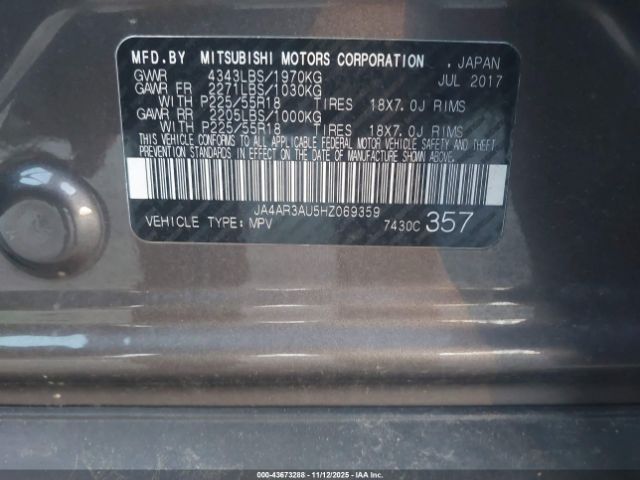 MFD.BY MITSUBISHI MOTORS CORPORATION , JAPAN
GVWR 4343LBS/1970KG JUL 2017
GAWR FR 2271LBS/1030KG
WITH P225/55R18 TIRES 18X7.0J RIMS
GAWR RR 2205LBS/1000KG
WITH P225/55R18 TIRES 18X7.0J RIMS
THIS VEHICLE CONFORMS TO ALL APPLICABLE FEDERAL MOTOR VEHICLE SAFETY AND THEFT
PREVENTION STANDARDS IN EFFECT ON THE DATE OF MANUFACTURE SHOWN ABOVE.
JA4AR3AU5HZ069359
VEHICLE TYPE: MPV 7430C 357
000-43673288 - 11/12/2025 - IAAI